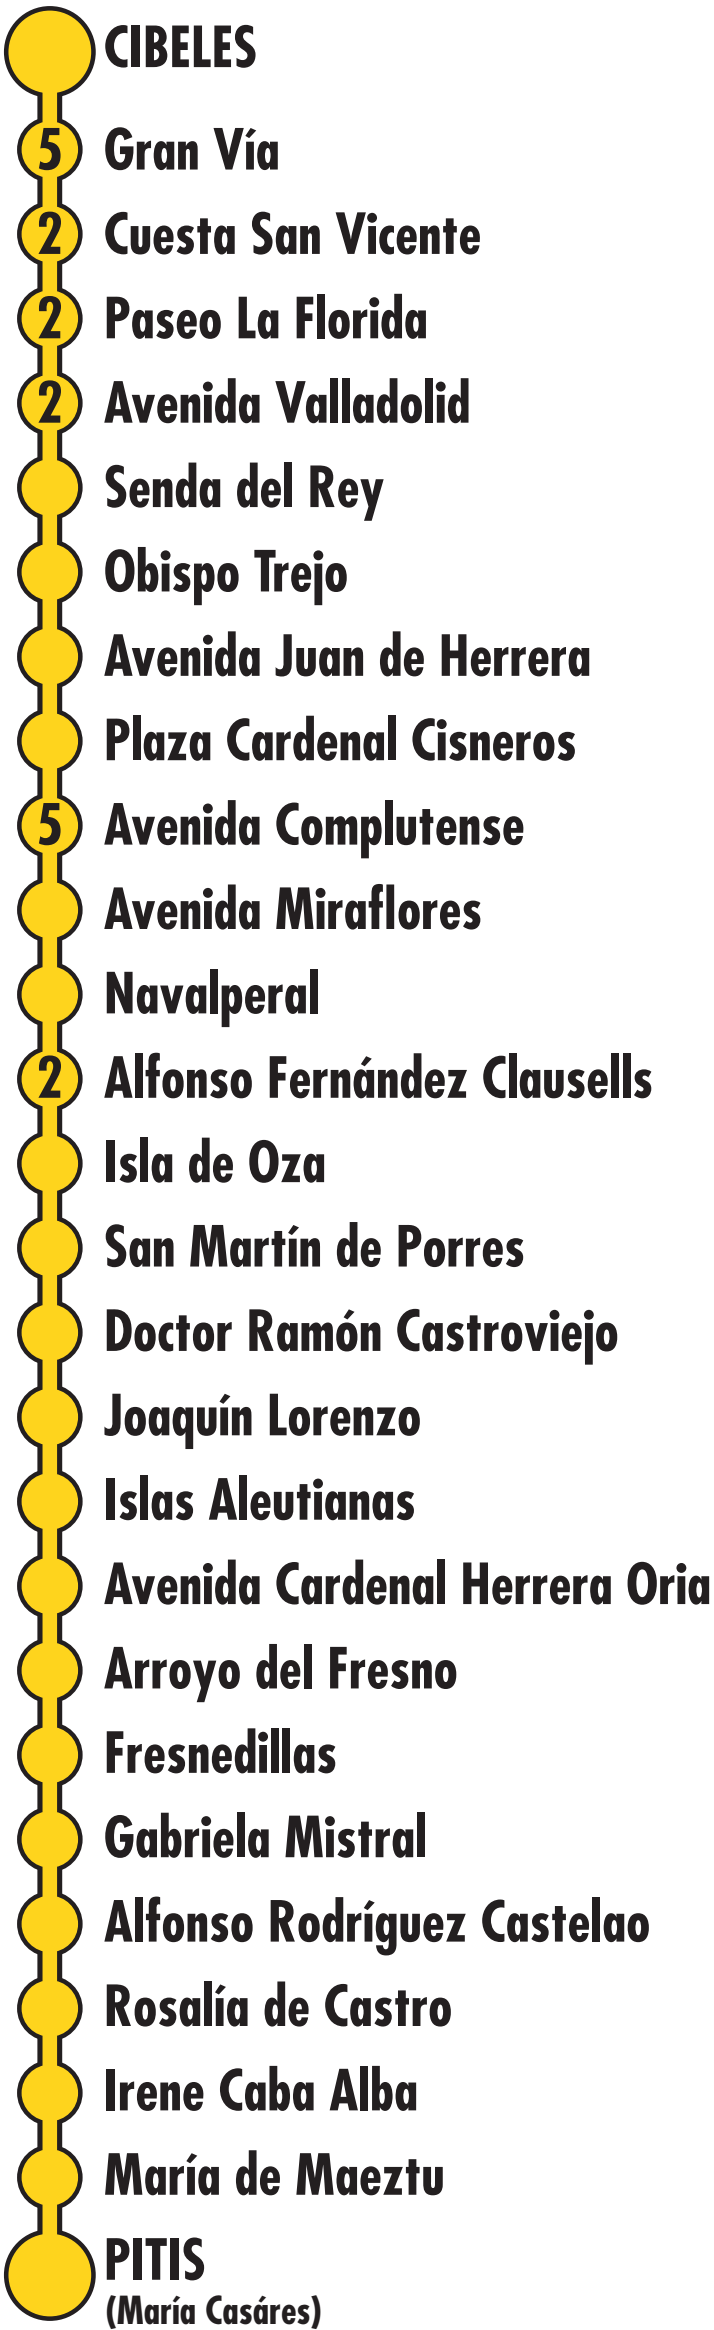 CIBELES
5 Gran Vía
2 Cuesta San Vicente
2 Paseo La Florida
2 Avenida Valladolid
Senda del Rey
Obispo Trejo
Avenida Juan de Herrera
Plaza Cardenal Cisneros
5 Avenida Complutense
Avenida Miraflores
Navalperal
2 Alfonso Fernández Clausells
Isla de Oza
San Martín de Porres
Doctor Ramón Castroviejo
Joaquín Lorenzo
Islas Aleutianas
Avenida Cardenal Herrera Oria
Arroyo del Fresno
Fresnedillas
Gabriela Mistral
Alfonso Rodríguez Castelao
Rosalía de Castro
Irene Caba Alba
María de Maeztu
PITIS
(María Casáres)